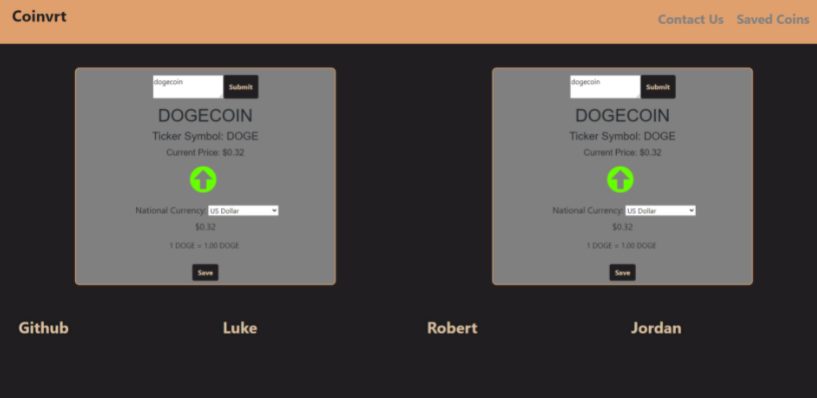 Coinvrt
Contact Us Saved Coins
dogecoin Submit
DOGECOIN
Ticker Symbol: DOGE
Current Price: $0.32
National Currency: US Dollar
$0.32
1 DOGE = 1.00 DOGE
Save
dogecoin Submit
DOGECOIN
Ticker Symbol: DOGE
Current Price: $0.32
National Currency: US Dollar
$0.32
1 DOGE = 1.00 DOGE
Save
Github Luke Robert Jordan